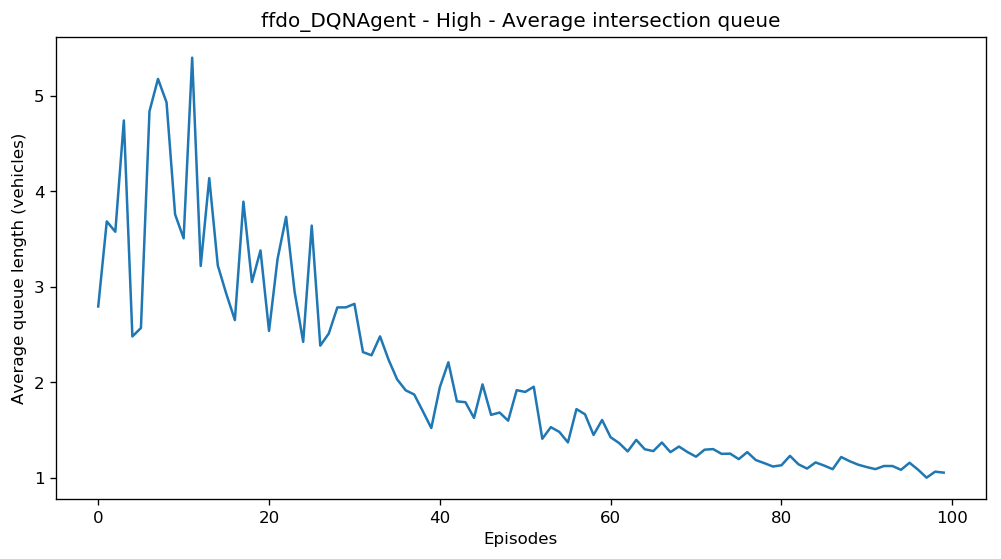 ffdo_DQNAgent - High - Average intersection queue
Average queue length (vehicles)
5
4
3
2
1
0 20 40 60 80 100
Episodes